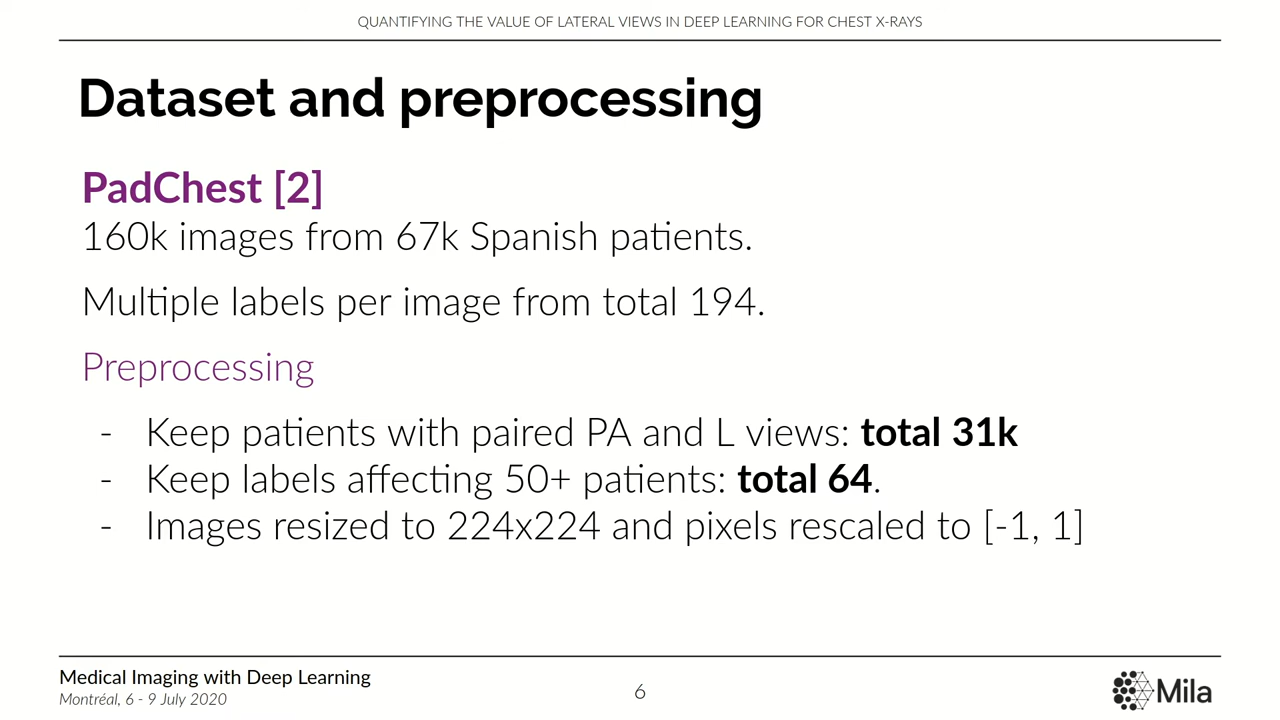 QUANTIFYING THE VALUE OF LATERAL VIEWS IN DEEP LEARNING FOR CHEST X-RAYS
Dataset and preprocessing
PadChest [2]
160k images from 67k Spanish patients.
Multiple labels per image from total 194.
Preprocessing
- Keep patients with paired PA and L views: total 31k
- Keep labels affecting 50+ patients: total 64.
- Images resized to 224x224 and pixels rescaled to [-1, 1]
Medical Imaging with Deep Learning
Montréal, 6 - 9 July 2020
6
Mila